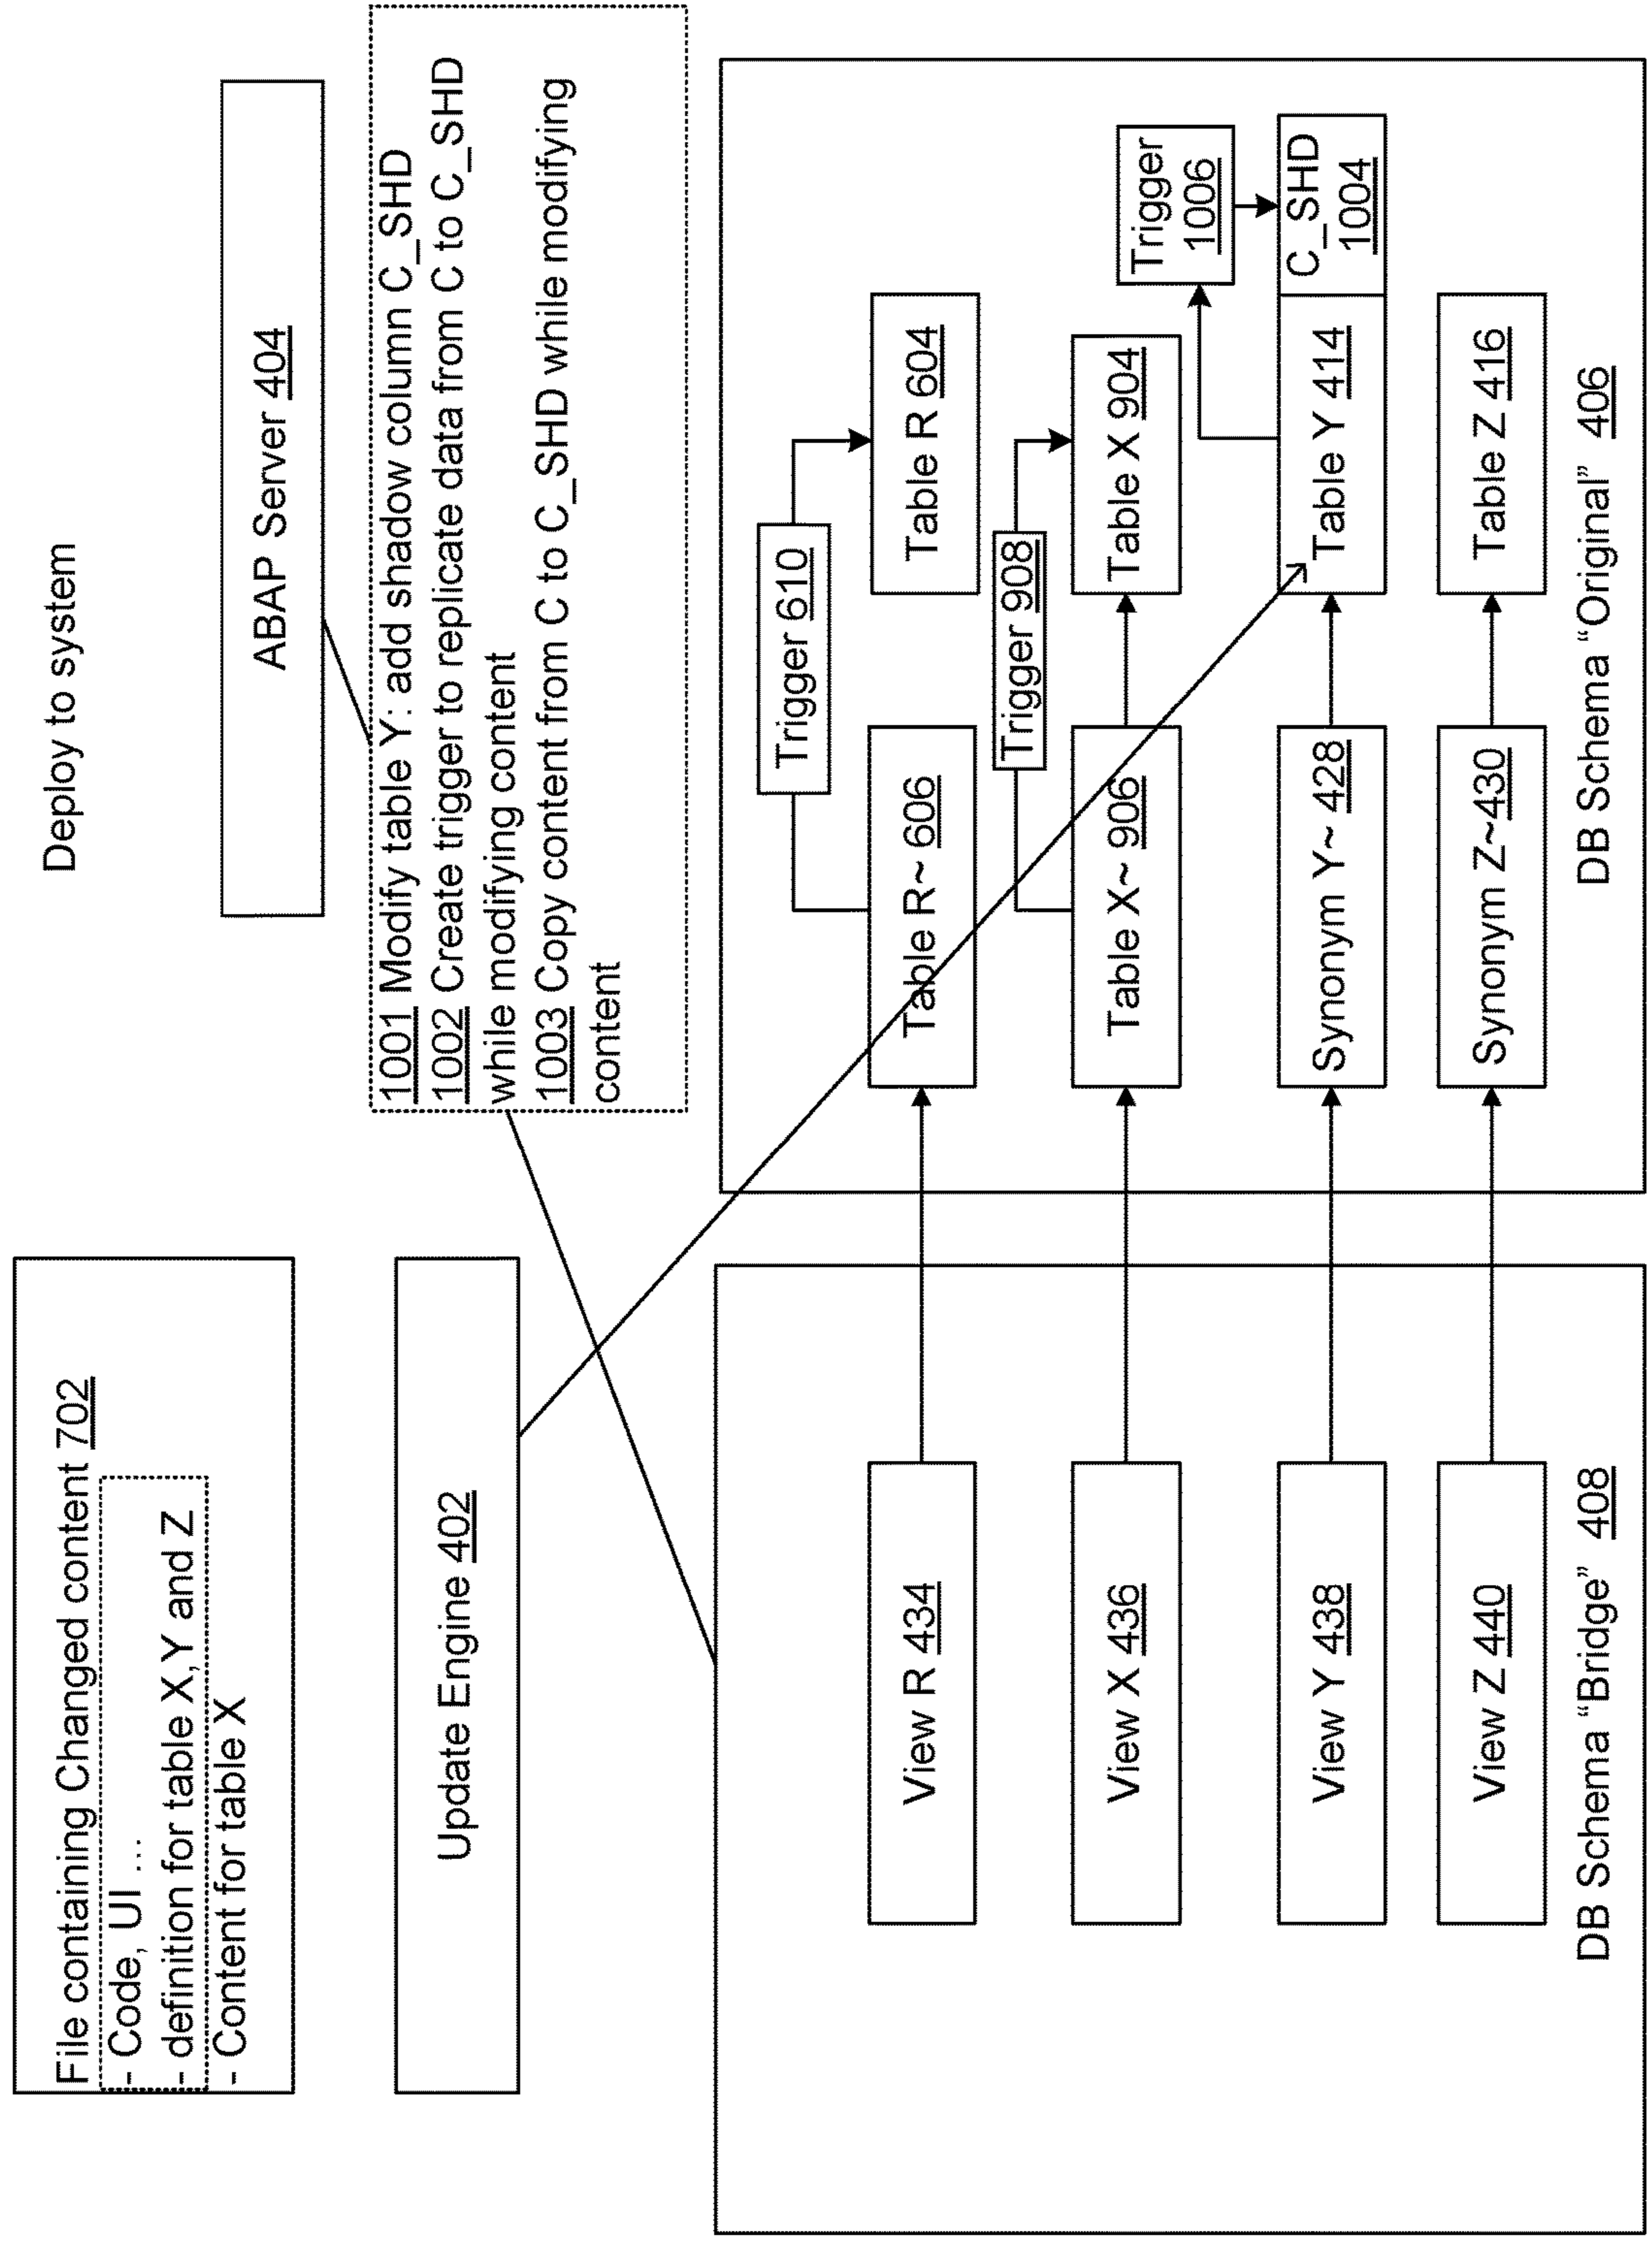 Deploy to system
File containing Changed content 702
- Code, UI ...
- definition for table X,Y and Z
- Content for table X
ABAP Server 404
Update Engine 402
1001 Modify table Y: add shadow column C_SHD
1002 Create trigger to replicate data from C to C_SHD
while modifying content
1003 Copy content from C to C_SHD while modifying
content
View R 434
View X 436
View Y 438
View Z 440
DB Schema “Bridge” 408
Trigger 610
Table R~ 606
Table R 604
Trigger 908
Table X~ 906
Table X 904
Trigger
1006
Synonym Y~ 428
Table Y 414
C_SHD
1004
Synonym Z~430
Table Z 416
DB Schema “Original” 406